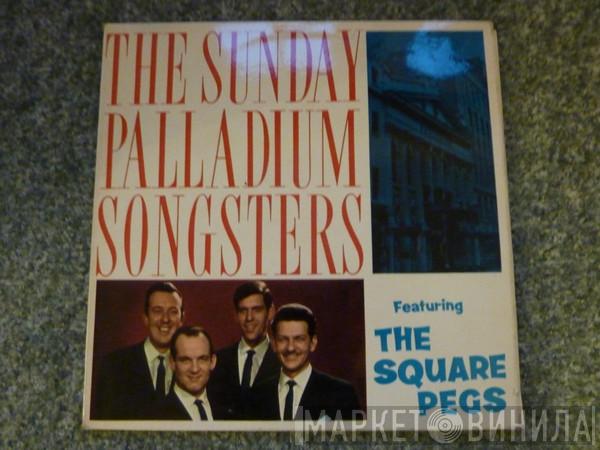 THE SUNDAY
PALLADIUM
SONGSTERS
Featuring
THE
SQUARE
PEGS
МАРКЕТ ВИНИЛА